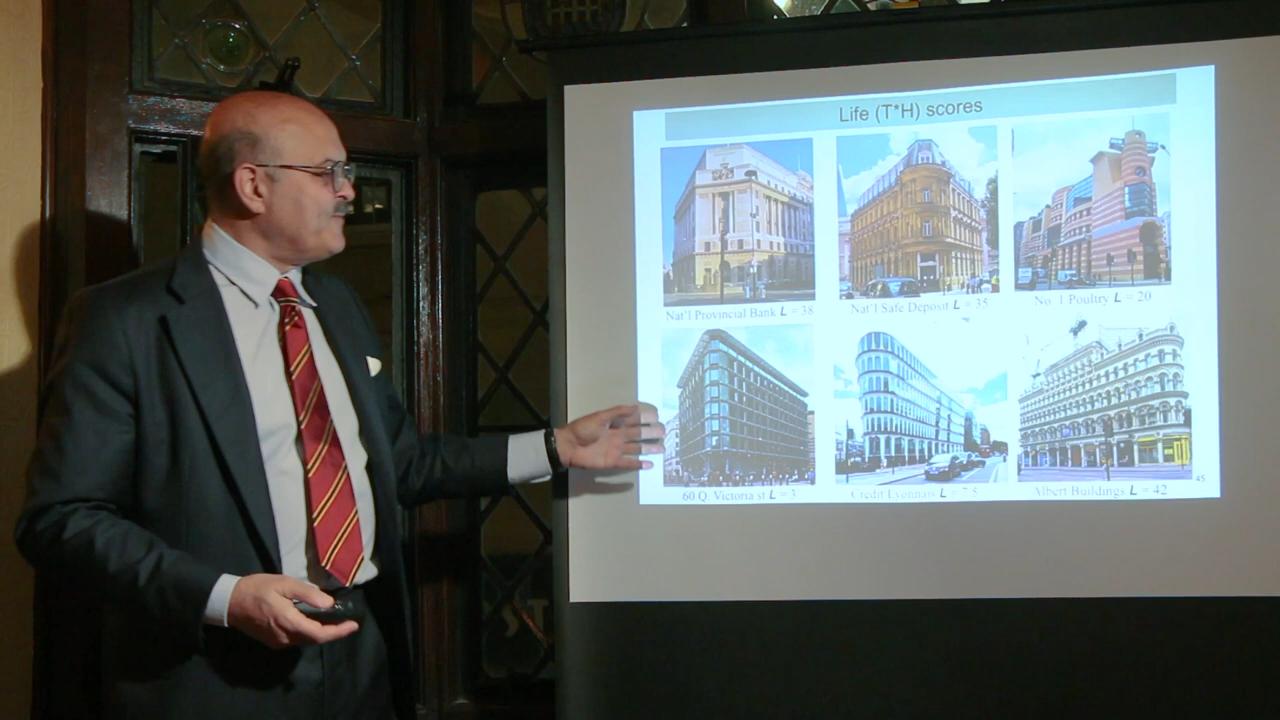 Life (T*H) scores
Nat'l Provincial Bank L = 38
Nat'l Safe Deposit L = 35
No. 1 Poultry L = 20
60 Q. Victoria st L = 3
Credit Lyonnais L = 7.5
Albert Buildings L = 42
45